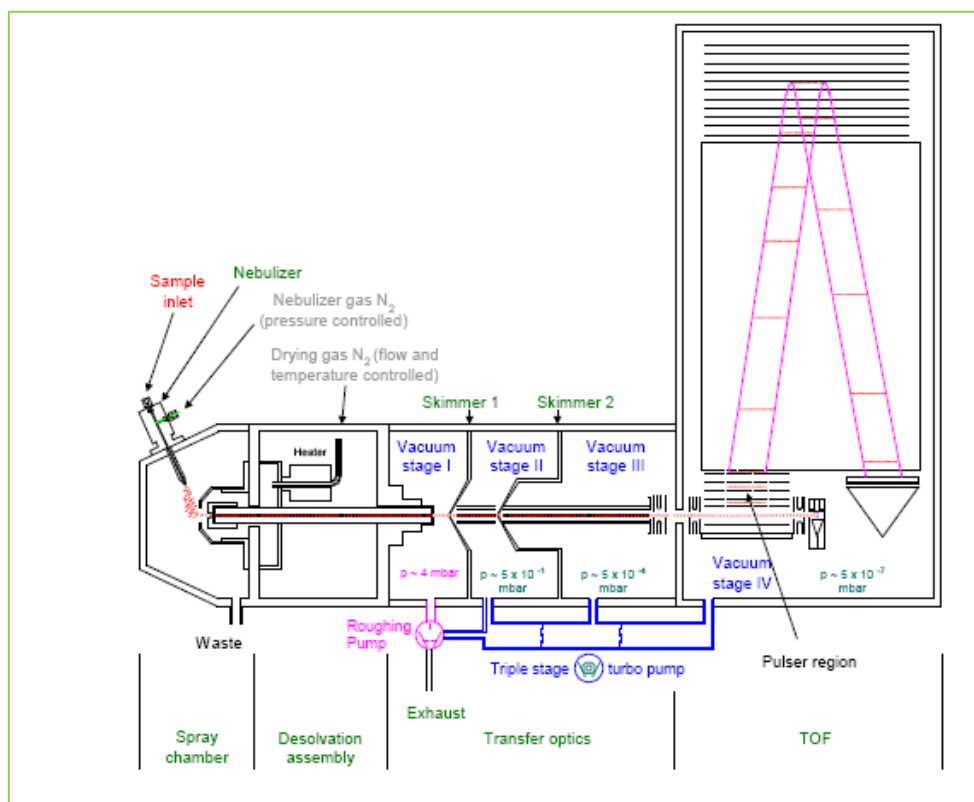 Sample
inlet
Nebulizer
Nebulizer gas N2
(pressure controlled)
Drying gas N2 (flow and
temperature controlled)
Skimmer 1
Skimmer 2
Heater
Vacuum
stage I
Vacuum
stage II
Vacuum
stage III
p ~ 4 mbar
p ~ 5 x 10
mbar
p ~ 5 x 10
mbar
Vacuum
stage IV
p ~ 5 x 10 -7
mbar
Waste
Roughing
Pump
Triple stage
turbo pump
Pulser region
Exhaust
Spray
chamber
Desolvation
assembly
Transfer optics
TOF